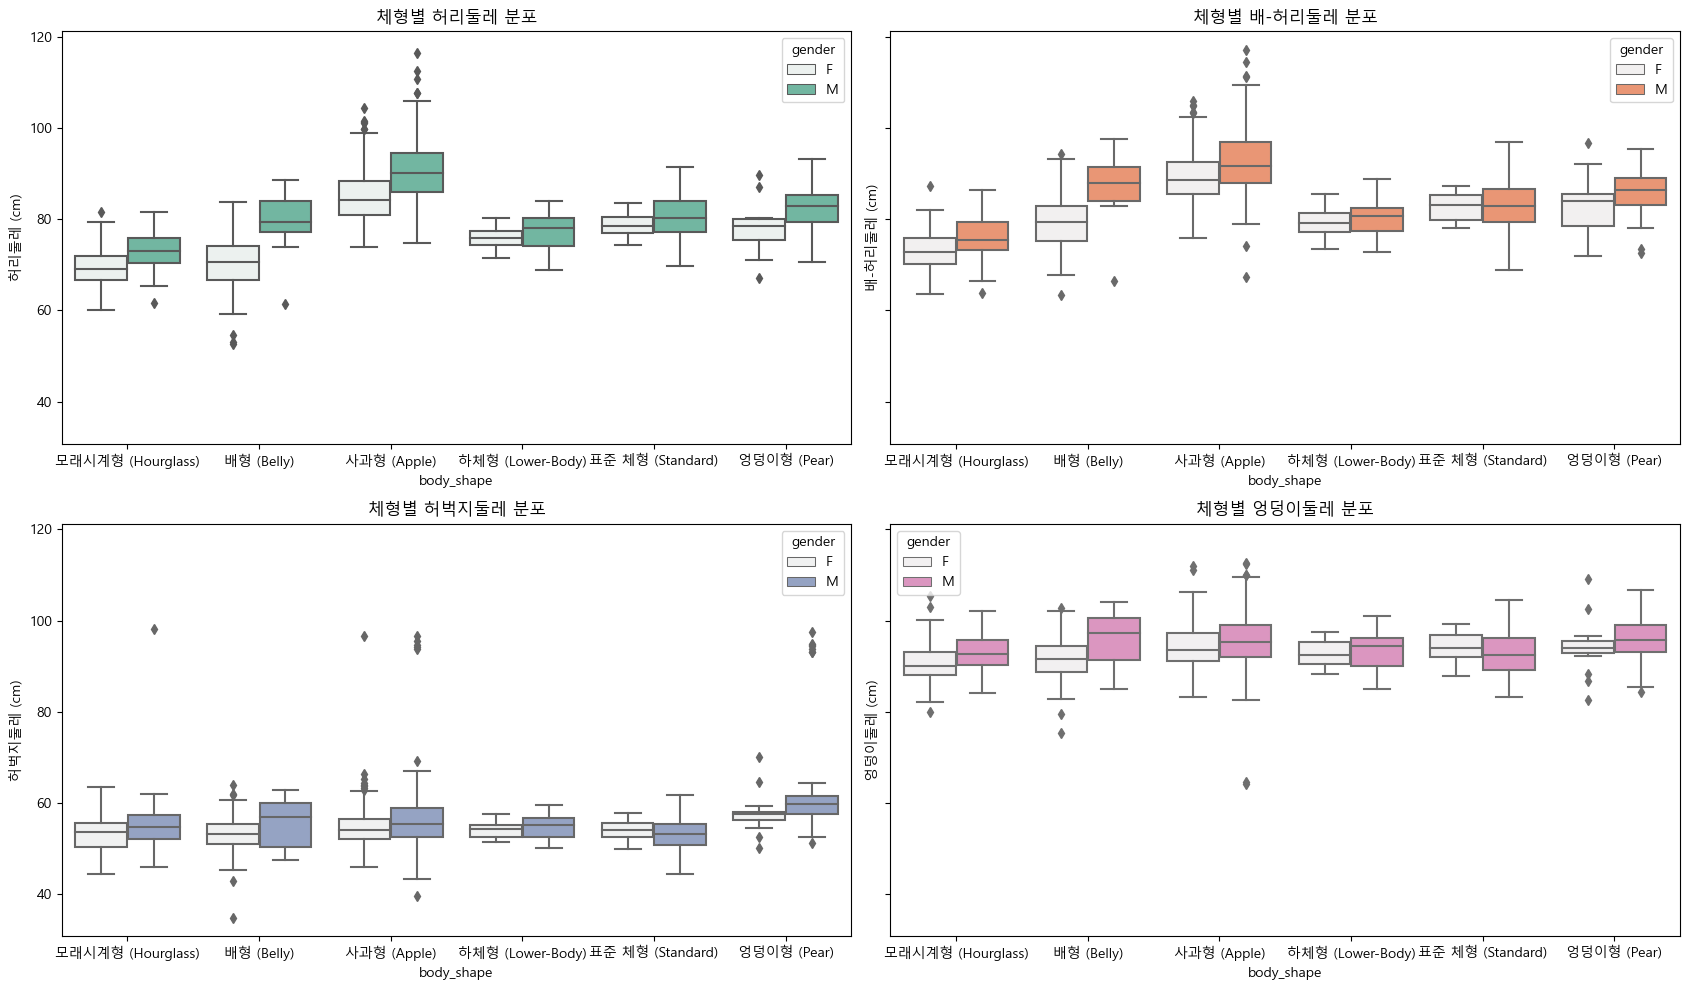 체형별 허리둘레 분포
허리둘레 (cm)
120
100
80
60
40
gender
F
M
모래시계형 (Hourglass) 배형 (Belly) 사과형 (Apple) 하체형 (Lower-Body) 표준 체형 (Standard) 엉덩이형 (Pear)
body_shape
체형별 배-허리둘레 분포
배-허리둘레 (cm)
gender
F
M
모래시계형 (Hourglass) 배형 (Belly) 사과형 (Apple) 하체형 (Lower-Body) 표준 체형 (Standard) 엉덩이형 (Pear)
body_shape
체형별 허벅지둘레 분포
허벅지둘레 (cm)
120
100
80
60
40
gender
F
M
모래시계형 (Hourglass) 배형 (Belly) 사과형 (Apple) 하체형 (Lower-Body) 표준 체형 (Standard) 엉덩이형 (Pear)
body_shape
체형별 엉덩이둘레 분포
엉덩이둘레 (cm)
gender
F
M
모래시계형 (Hourglass) 배형 (Belly) 사과형 (Apple) 하체형 (Lower-Body) 표준 체형 (Standard) 엉덩이형 (Pear)
body_shape